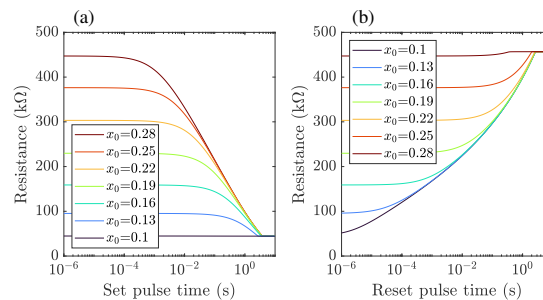 (a)
Resistance (kΩ)
500
400
300
200
100
0
x₀=0.28
x₀=0.25
x₀=0.22
x₀=0.19
x₀=0.16
x₀=0.13
x₀=0.1
10⁻⁶ 10⁻⁴ 10⁻² 10⁰
Set pulse time (s)
(b)
Resistance (kΩ)
500
400
300
200
100
0
x₀=0.1
x₀=0.13
x₀=0.16
x₀=0.19
x₀=0.22
x₀=0.25
x₀=0.28
10⁻⁶ 10⁻⁴ 10⁻² 10⁰
Reset pulse time (s)